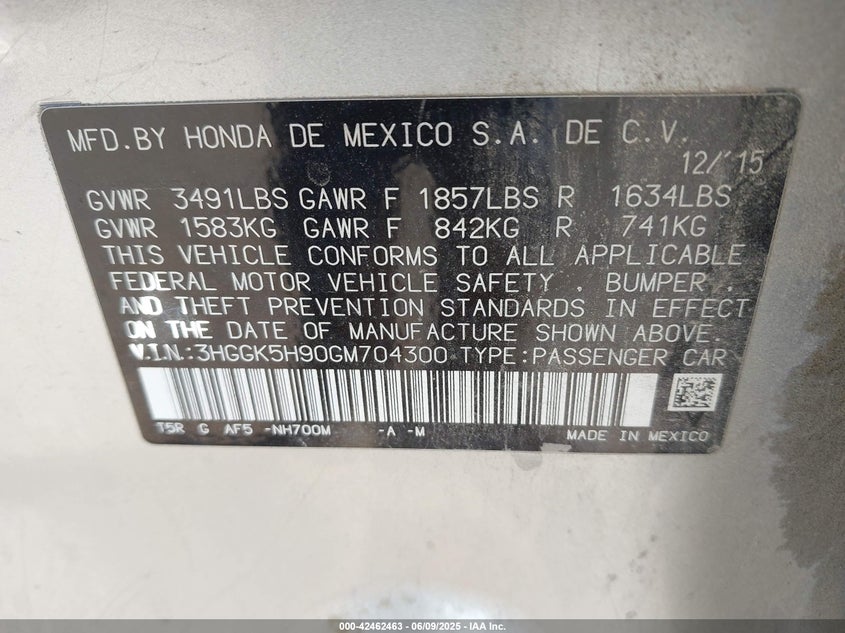 MFD.BY HONDA DE MEXICO S.A. DE C.V.
12/'15
GVWR 3491LBS GAWR F 1857LBS R 1634LBS
GVWR 1583KG GAWR F 842KG R 741KG
THIS VEHICLE CONFORMS TO ALL APPLICABLE
FEDERAL MOTOR VEHICLE SAFETY , BUMPER ,
AND THEFT PREVENTION STANDARDS IN EFFECT
ON THE DATE OF MANUFACTURE SHOWN ABOVE.
V.I.N.:3HGGK5H90GM704300 TYPE:PASSENGER CAR
T5R G AF5 -NH700M -A -M MADE IN MEXICO
000-42462463 - 06/09/2025 - IAA Inc.